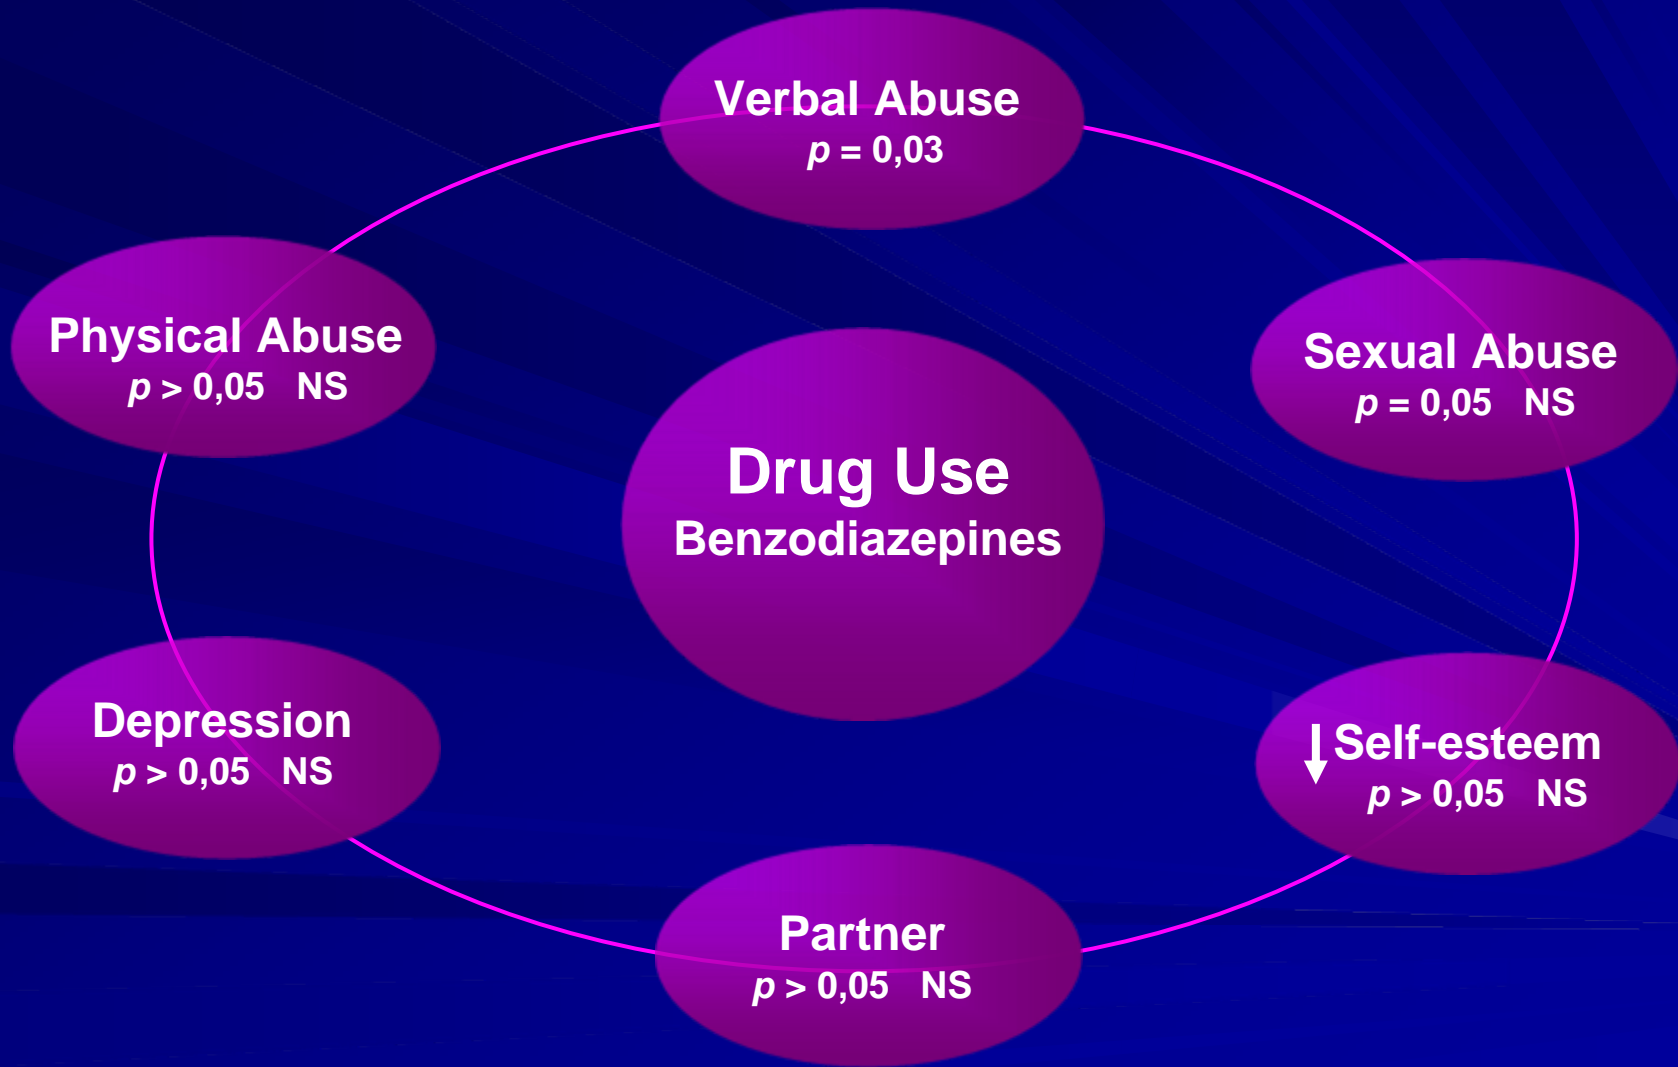 Verbal Abuse
p = 0,03
Physical Abuse
p > 0,05 NS
Sexual Abuse
p = 0,05 NS
Drug Use
Benzodiazepines
Depression
p > 0,05 NS
↓Self-esteem
p > 0,05 NS
Partner
p > 0,05 NS